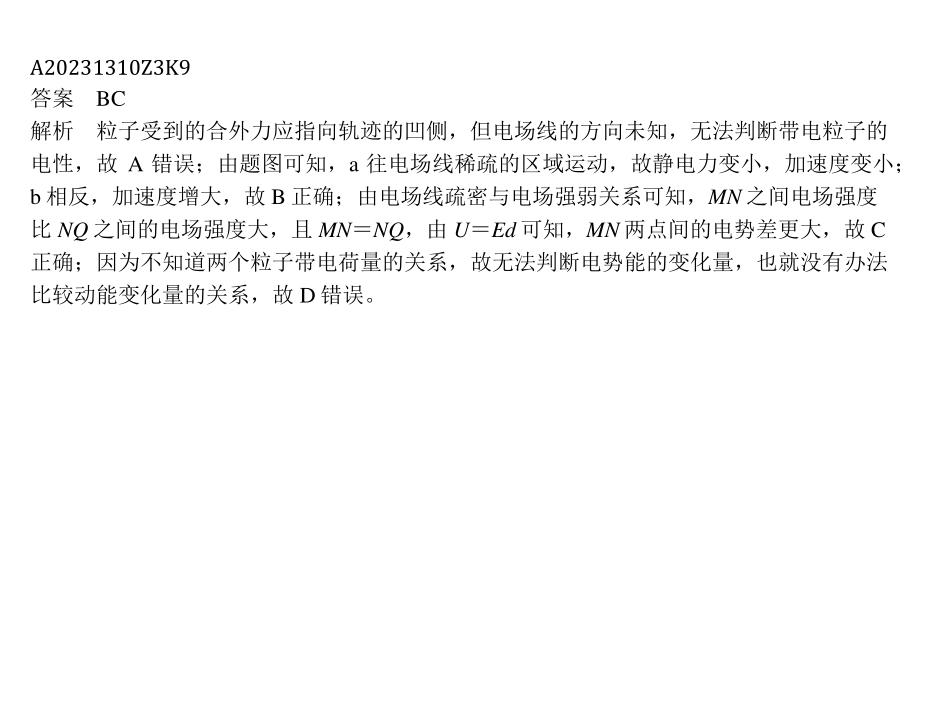 A20231310Z3K9
答案　BC
解析　粒子受到的合外力应指向轨迹的凹侧，但电场线的方向未知，无法判断带电粒子的
电性，故 A 错误；由题图可知，a 往电场线稀疏的区域运动，故静电力变小，加速度变小；
b 相反，加速度增大，故 B 正确；由电场线疏密与电场强弱关系可知，MN 之间电场强度
比 NQ 之间的电场强度大，且 MN＝NQ，由 U＝Ed 可知，MN 两点间的电势差更大，故 C
正确；因为不知道两个粒子带电荷量的关系，故无法判断电势能的变化量，也就没有办法
比较动能变化量的关系，故 D 错误。